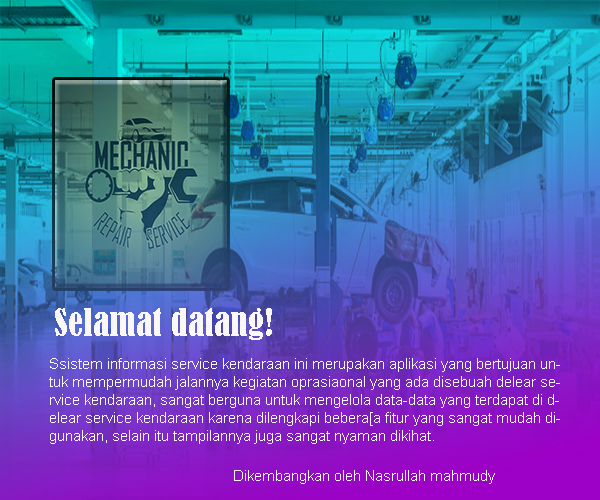 MECHANIC
REPAIR SERVICE
Selamat datang!
Ssistem informasi service kendaraan ini merupakan aplikasi yang bertujuan un-
tuk mempermudah jalannya kegiatan oprasiaonal yang ada disebuah delear se-
rvice kendaraan, sangat berguna untuk mengelola data-data yang terdapat di d-
elear service kendaraan karena dilengkapi bebera[a fitur yang sangat mudah di-
gunakan, selain itu tampilannya juga sangat nyaman dikihat.
Dikembangkan oleh Nasrullah mahmudy